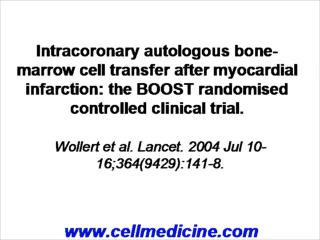 Intracoronary autologous bone-
marrow cell transfer after myocardial
infarction: the BOOST randomised
controlled clinical trial.
Wollert et al. Lancet. 2004 Jul 10-
16;364(9429):141-8.
www.cellmedicine.com